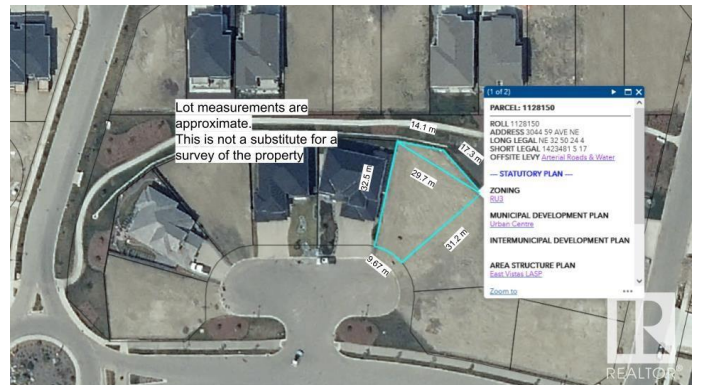 Lot measurements are
approximate.
This is not a substitute for a
survey of the property
14.1 m
17.3 m
32.5 m
29.7 m
31.2 m
9.67 m
(1 of 2)
PARCEL: 1128150
ROLL 1128150
ADDRESS 3044 59 AVE NE
LONG LEGAL NE 32 50 24 4
SHORT LEGAL 1423481 5 17
OFFSITE LEVY Arterial Roads & Water
--- STATUTORY PLAN ---
ZONING
RU3
MUNICIPAL DEVELOPMENT PLAN
Urban Centre
INTERMUNICIPAL DEVELOPMENT PLAN
AREA STRUCTURE PLAN
East Vistas LASP
Zoom to
R
REALTOR®